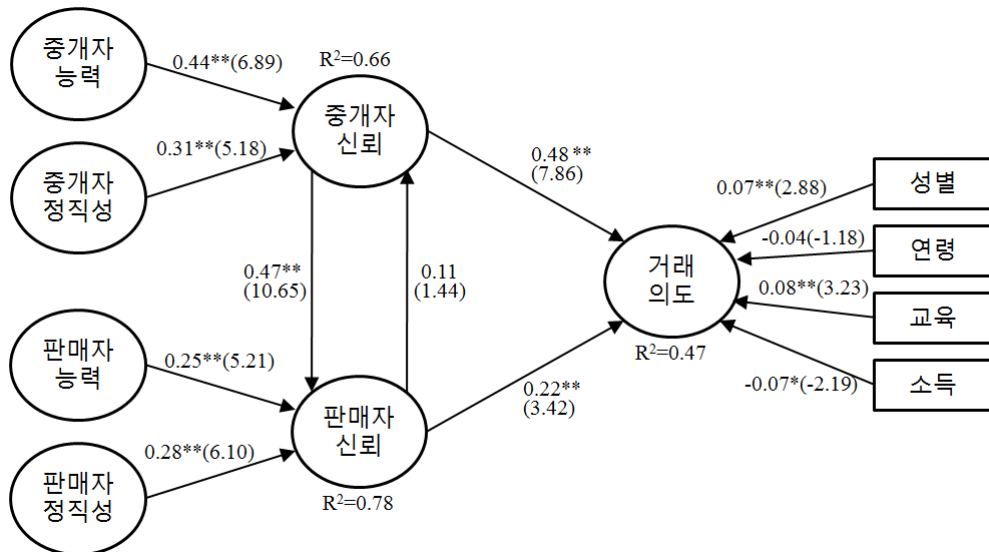 중개자
능력
0.44**(6.89)
R²=0.66
중개자
신뢰
중개자
정직성
0.31**(5.18)
0.48**
(7.86)
성별
0.07**(2.88)
연령
-0.04(-1.18)
거래
의도
R²=0.47
교육
0.08**(3.23)
소득
-0.07*(-2.19)
0.47**
(10.65)
0.11
(1.44)
판매자
능력
0.25**(5.21)
판매자
신뢰
R²=0.78
0.22**
(3.42)
판매자
정직성
0.28**(6.10)